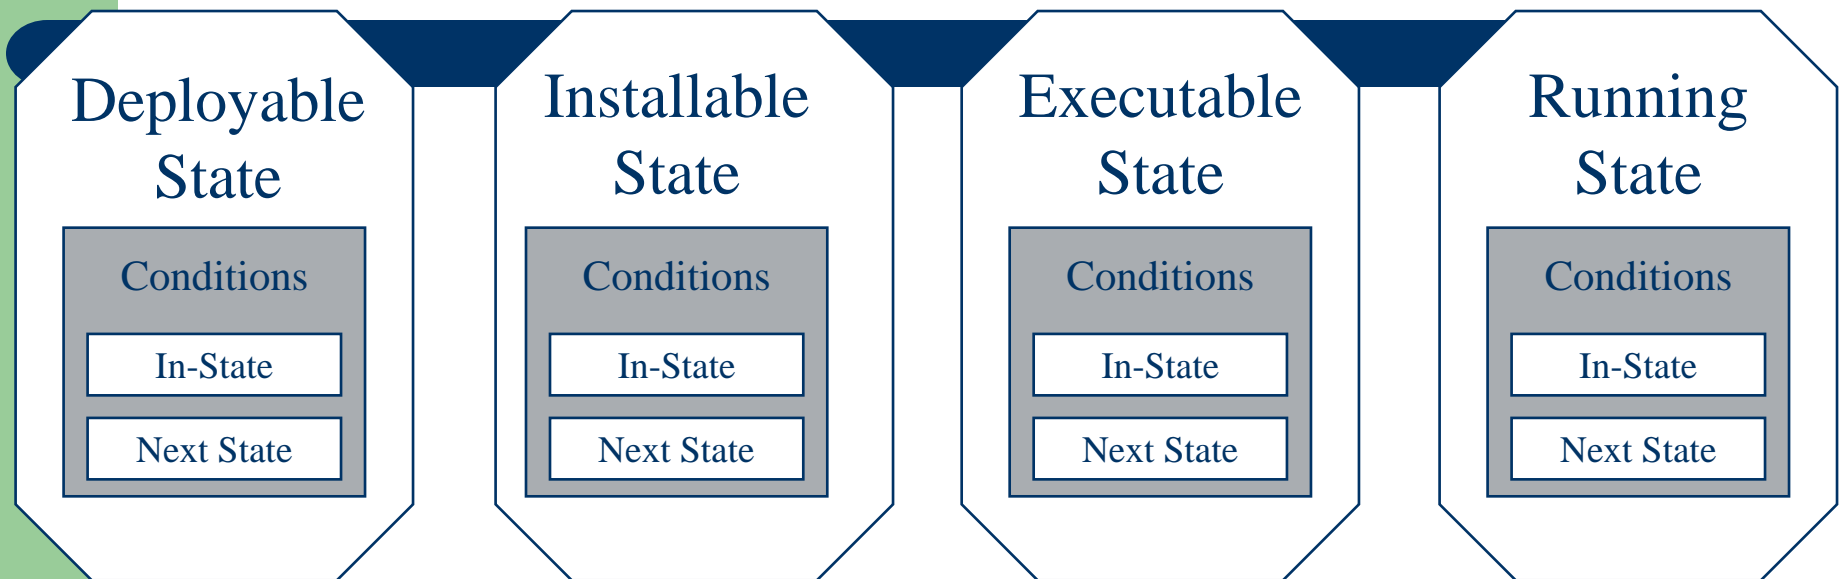 Deployable
State
Conditions
In-State
Next State
Installable
State
Conditions
In-State
Next State
Executable
State
Conditions
In-State
Next State
Running
State
Conditions
In-State
Next State